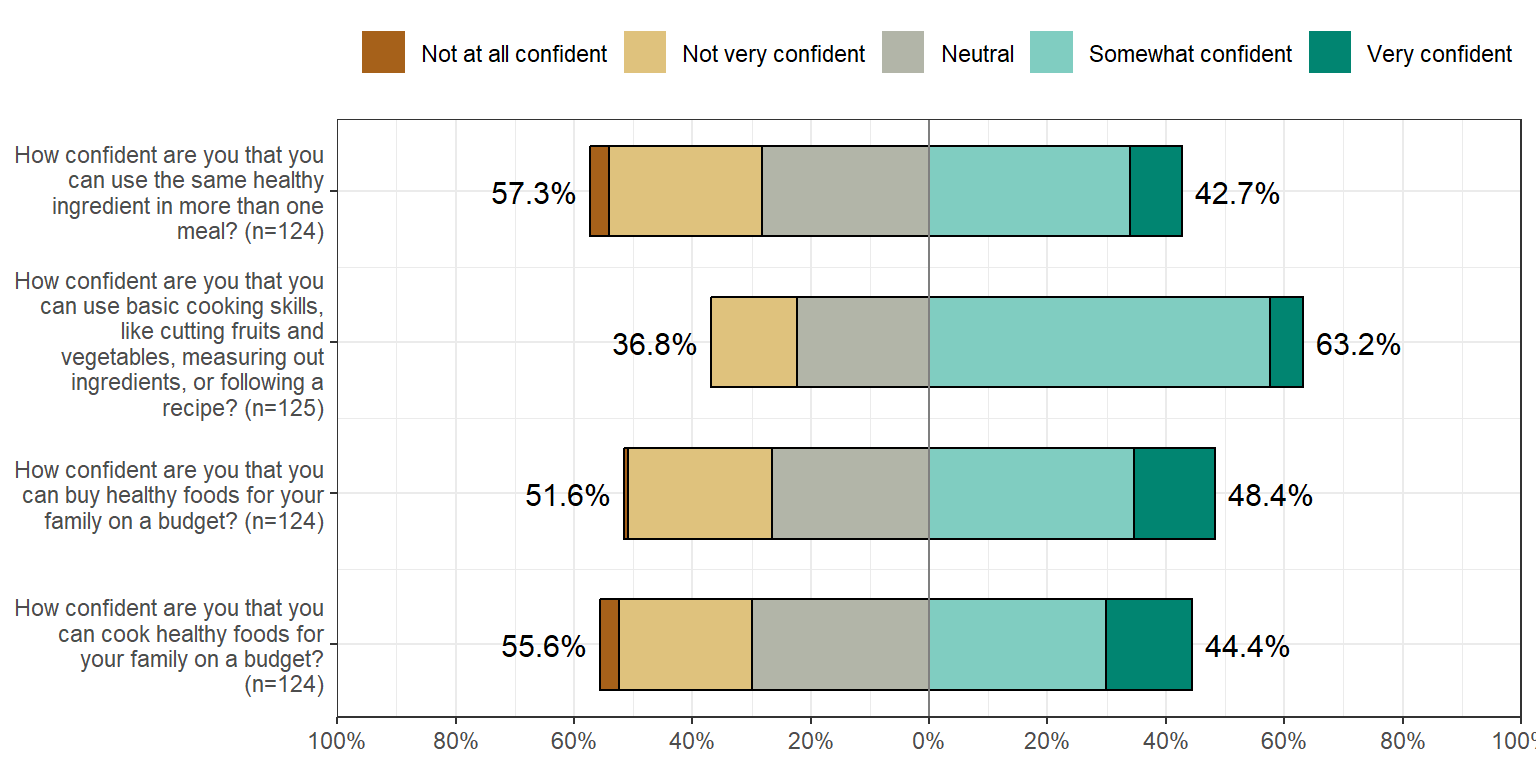 Not at all confident
Not very confident
Neutral
Somewhat confident
Very confident
How confident are you that you
can use the same healthy
ingredient in more than one
meal? (n=124)
57.3%
42.7%
How confident are you that you
can use basic cooking skills,
like cutting fruits and
vegetables, measuring out
ingredients, or following a
recipe? (n=125)
36.8%
63.2%
How confident are you that you
can buy healthy foods for your
family on a budget? (n=124)
51.6%
48.4%
How confident are you that you
can cook healthy foods for
your family on a budget?
(n=124)
55.6%
44.4%
100%
80%
60%
40%
20%
0%
20%
40%
60%
80%
100%